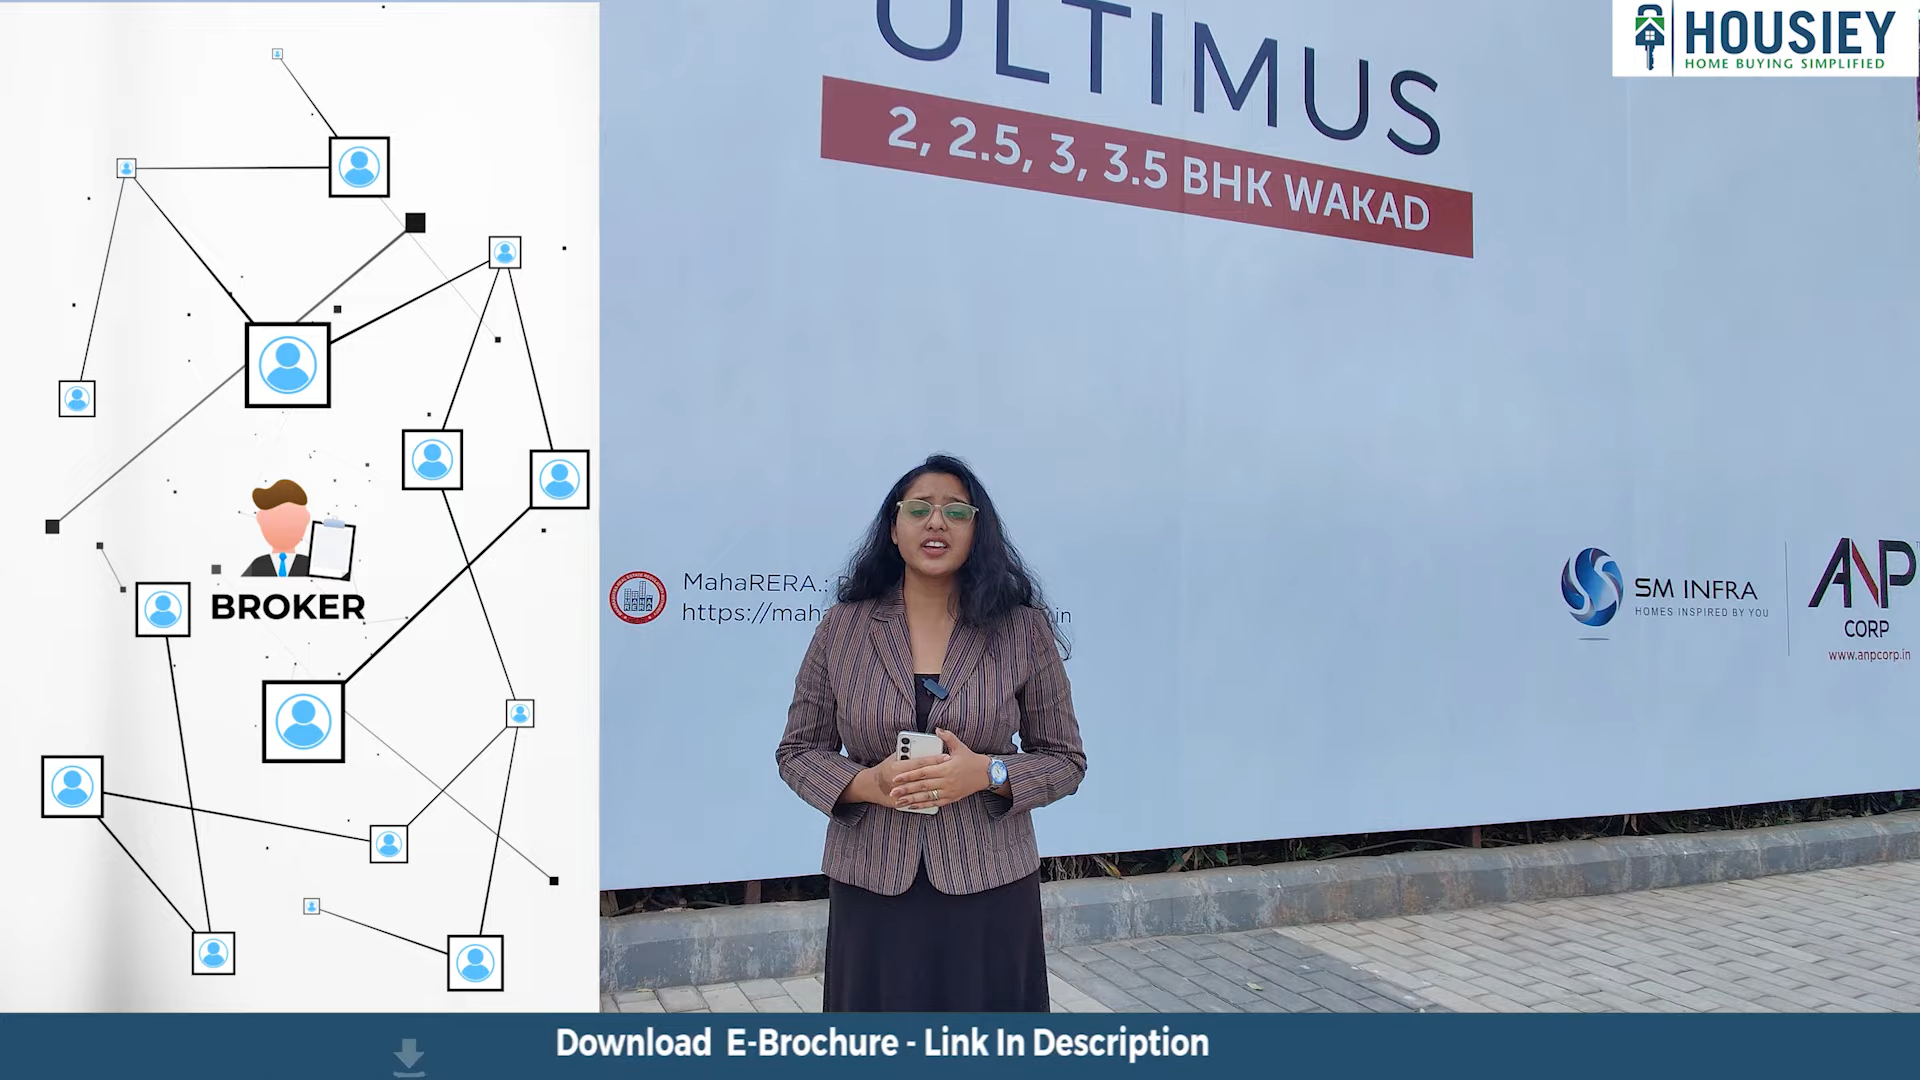 HOUSIEY
HOME BUYING SIMPLIFIED
ULTIMUS
2, 2.5, 3, 3.5 BHK WAKAD
BROKER
MahaRERA.:
https://mah
in
SM INFRA
HOMES INSPIRED BY YOU
ANP
CORP
www.anpcorp.in
Download E-Brochure - Link In Description